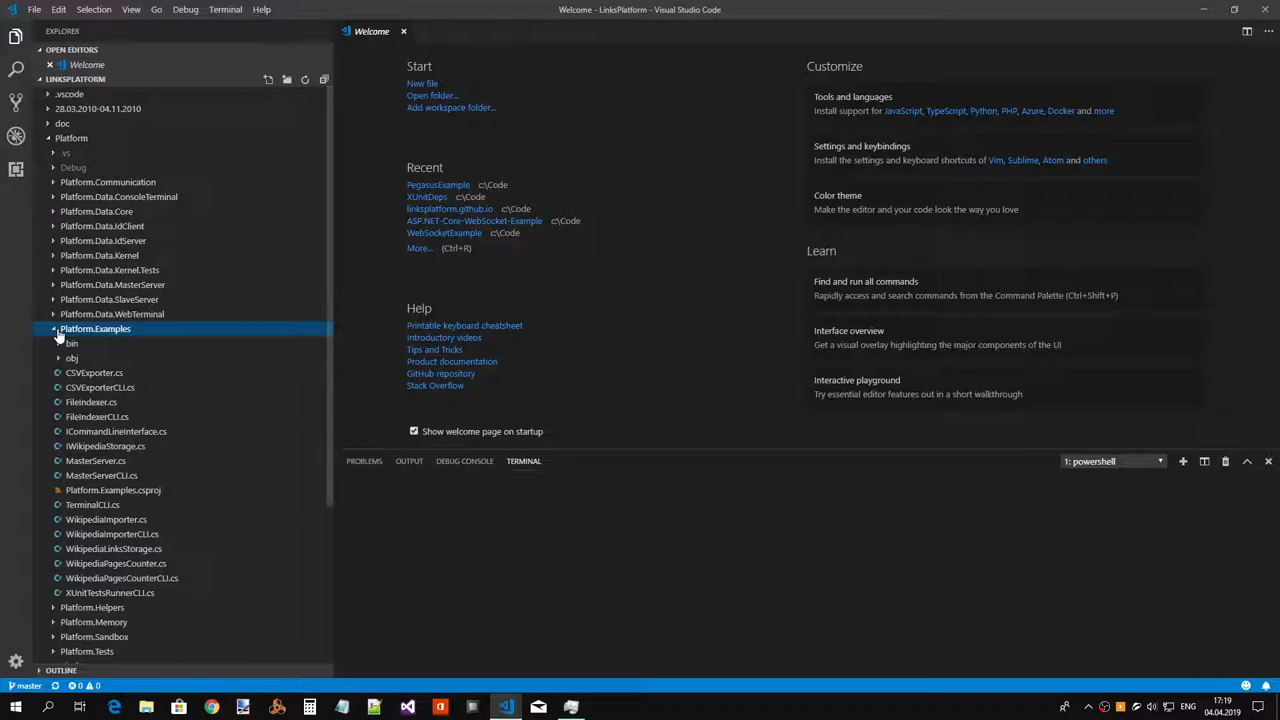 File Edit Selection View Go Debug Terminal Help
Welcome - LinksPlatform - Visual Studio Code
EXPLORER
OPEN EDITORS
Welcome
LINKSPLATFORM
.vscode
28.03.2010-04.11.2010
doc
Platform
.vs
Debug
Platform.Communication
Platform.Data.ConsoleTerminal
Platform.Data.Core
Platform.Data.IdClient
Platform.Data.IdServer
Platform.Data.Kernel
Platform.Data.Kernel.Tests
Platform.Data.MasterServer
Platform.Data.SlaveServer
Platform.Data.WebTerminal
Platform.Examples
bin
obj
CSVExporter.cs
CSVExporterCLI.cs
FileIndexer.cs
FileIndexerCLI.cs
ICommandLineInterface.cs
IWikipediaStorage.cs
MasterServer.cs
MasterServerCLI.cs
Platform.Examples.csproj
TerminalCLI.cs
WikipediaImporter.cs
WikipediaImporterCLI.cs
WikipediaLinksStorage.cs
WikipediaPagesCounter.cs
WikipediaPagesCounterCLI.cs
XUnitTestsRunnerCLI.cs
Platform.Helpers
Platform.Memory
Platform.Sandbox
Platform.Tests
OUTLINE
Welcome
Start
New file
Open folder...
Add workspace folder...
Recent
PegasusExample c:\Code
XUnitDeps c:\Code
linksplatform.github.io c:\Code
ASP.NET-Core-WebSocket-Example c:\Code
WebSocketExample c:\Code
More... (Ctrl+R)
Help
Printable keyboard cheatsheet
Introductory videos
Tips and Tricks
Product documentation
GitHub repository
Stack Overflow
Show welcome page on startup
Customize
Tools and languages
Install support for JavaScript, TypeScript, Python, PHP, Azure, Docker and more
Settings and keybindings
Install the settings and keyboard shortcuts of Vim, Sublime, Atom and others
Color theme
Make the editor and your code look the way you love
Learn
Find and run all commands
Rapidly access and search commands from the Command Palette (Ctrl+Shift+P)
Interface overview
Get a visual overlay highlighting the major components of the UI
Interactive playground
Try essential editor features out in a short walkthrough
PROBLEMS OUTPUT DEBUG CONSOLE TERMINAL
1: powershell
master 0 0
ENG
17:19
04.04.2019